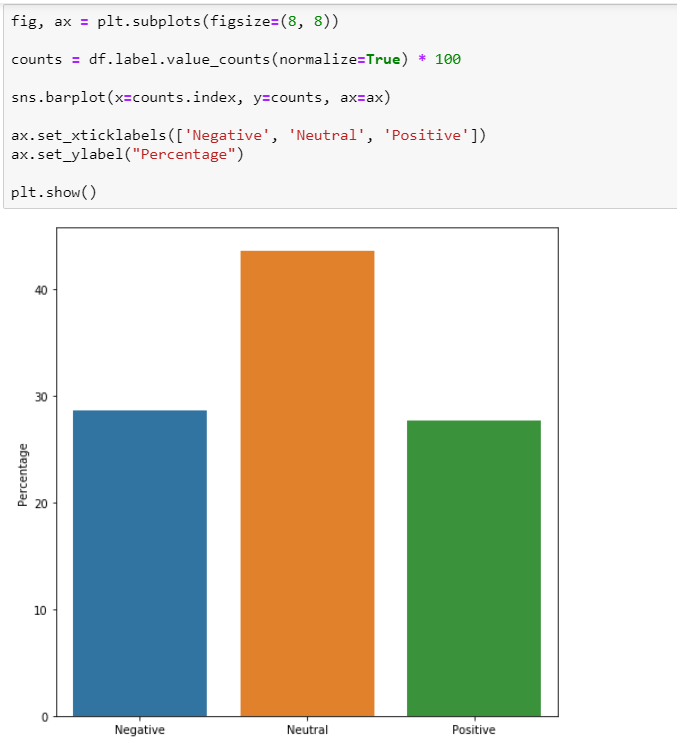 fig, ax = plt.subplots(figsize=(8, 8))
counts = df.label.value_counts(normalize=True) * 100
sns.barplot(x=counts.index, y=counts, ax=ax)
ax.set_xticklabels(['Negative', 'Neutral', 'Positive'])
ax.set_ylabel("Percentage")
plt.show()
40
30
20
10
0
Percentage
Negative Neutral Positive